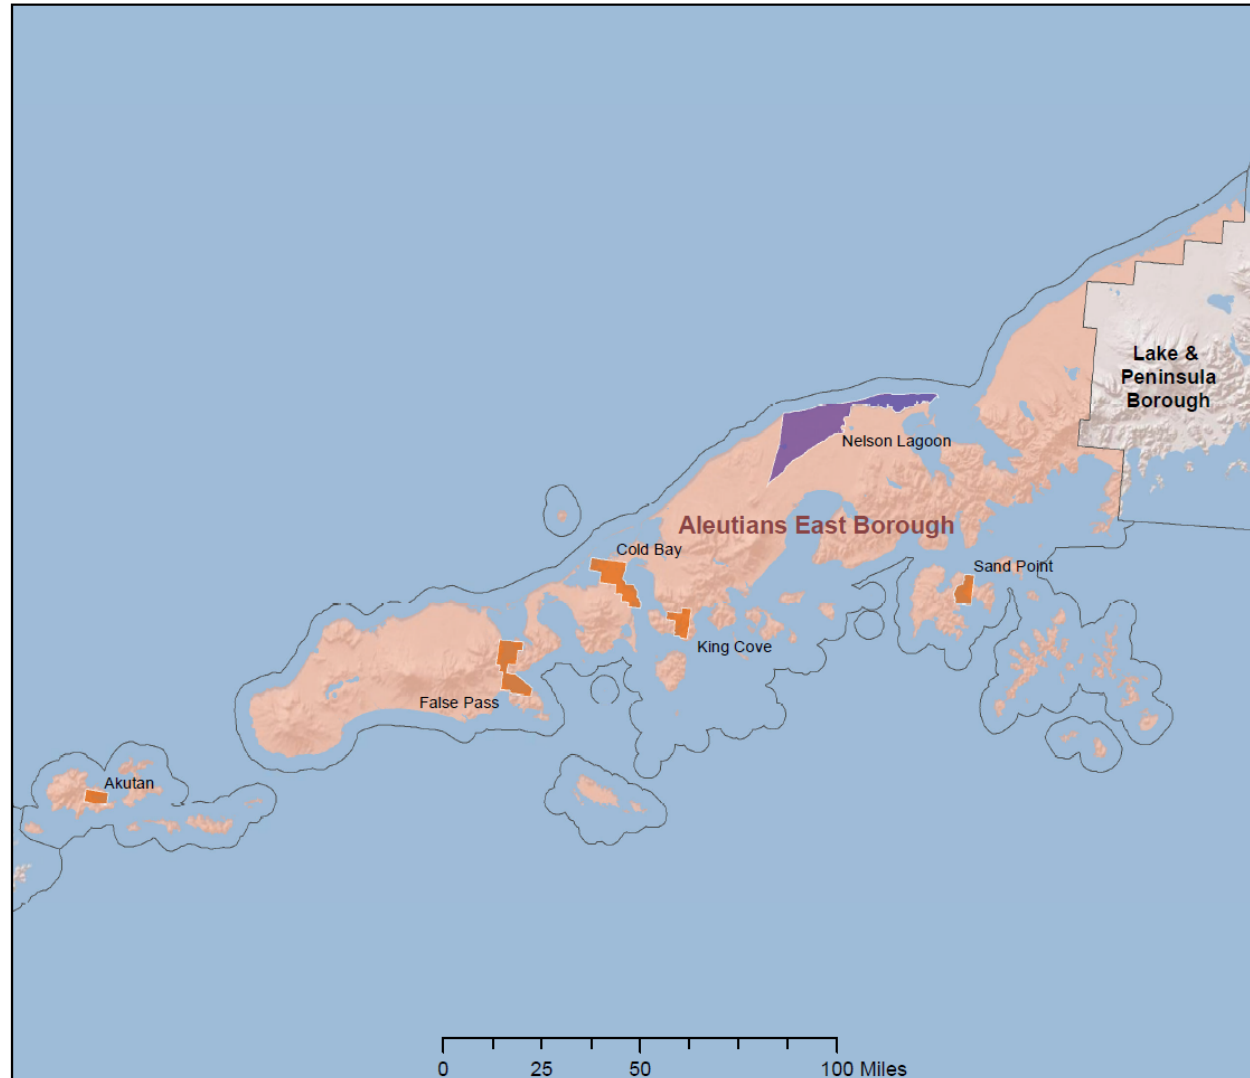 Lake &
Peninsula
Borough
Nelson Lagoon
Aleutians East Borough
Cold Bay
Sand Point
King Cove
False Pass
Akutan
0 25 50 100 Miles